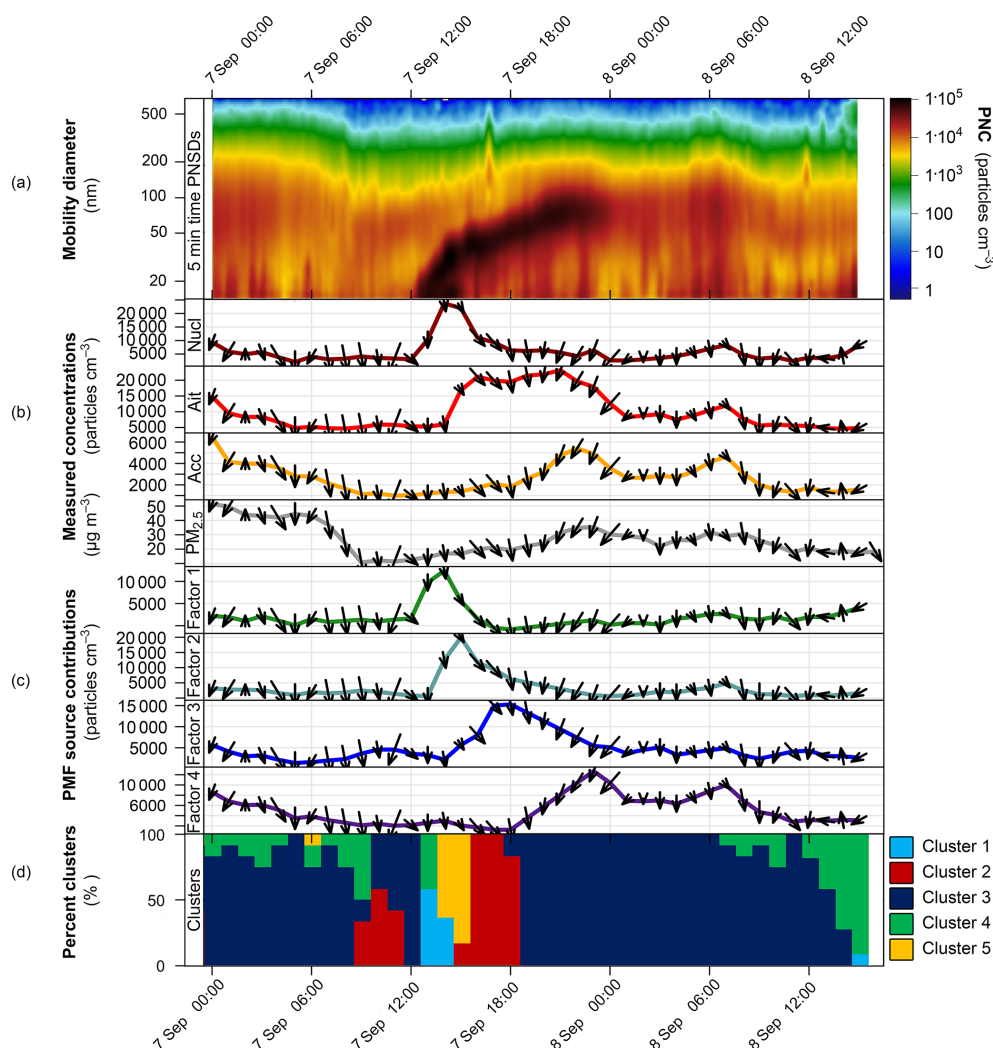 7 Sep 00:00
7 Sep 06:00
7 Sep 12:00
7 Sep 18:00
8 Sep 00:00
8 Sep 06:00
8 Sep 12:00
(a)
Mobility diameter
(nm)
500
200
100
50
20
5 min time PNSDs
1·10⁵
1·10⁴
1·10³
100
10
1
PNC (particles cm⁻³)
(b)
Measured concentrations
(µg m⁻³) (particles cm⁻³)
20 000
15 000
10 000
5000
Nucl
20 000
15 000
10 000
5000
Ait
6000
4000
2000
Acc
50
40
30
20
PM₂.₅
(c)
PMF source contributions
(particles cm⁻³)
10 000
5000
Factor 1
20 000
15 000
10 000
5000
Factor 2
15 000
10 000
5000
Factor 3
10 000
6000
Factor 4
(d)
Percent clusters
(% )
100
50
0
Clusters
Cluster 1
Cluster 2
Cluster 3
Cluster 4
Cluster 5
7 Sep 00:00
7 Sep 06:00
7 Sep 12:00
7 Sep 18:00
8 Sep 00:00
8 Sep 06:00
8 Sep 12:00